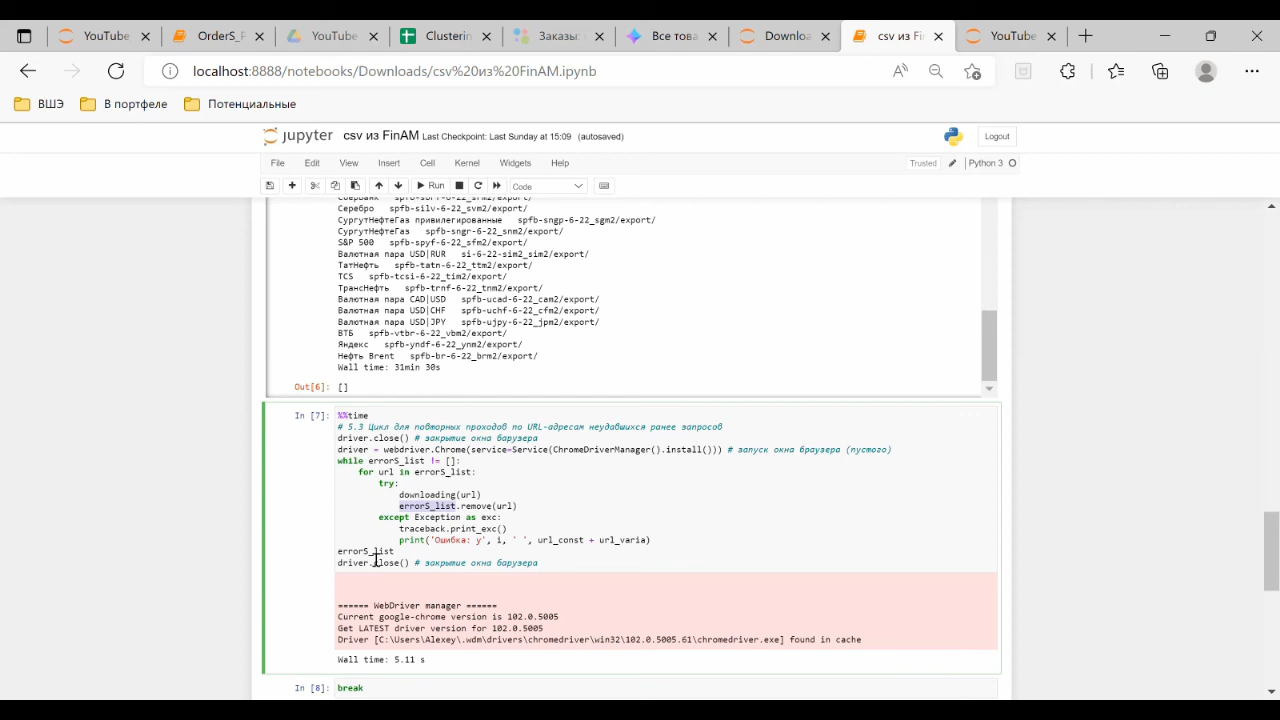 YouTube
OrderS_F
YouTube
Clusterin
Заказы:
Все това
Downloa
csv из Fi
YouTube
localhost:8888/notebooks/Downloads/csv%20из%20FinAM.ipynb
ВШЭ
В портфеле
Потенциальные
jupyter csv из FinAM Last Checkpoint: Last Sunday at 15:09 (autosaved)
Logout
File Edit View Insert Cell Kernel Widgets Help
Trusted
Python 3
Run
Code
Серебро spfb-silv-6-22_svm2/export/
СургутНефтеГаз привилегированные spfb-sngp-6-22_sgm2/export/
СургутНефтеГаз spfb-sngr-6-22_snm2/export/
S&P 500 spfb-spyf-6-22_sfm2/export/
Валютная пара USD|RUR si-6-22-sim2_sim2/export/
ТатНефть spfb-tatn-6-22_ttm2/export/
TCS spfb-tcsi-6-22_tim2/export/
ТрансНефть spfb-trnf-6-22_tnm2/export/
Валютная пара CAD|USD spfb-ucad-6-22_cam2/export/
Валютная пара USD|CHF spfb-uchf-6-22_cfm2/export/
Валютная пара USD|JPY spfb-ujpy-6-22_jpm2/export/
ВТБ spfb-vtbr-6-22_vbm2/export/
Яндекс spfb-yndf-6-22_ynm2/export/
Нефть Brent spfb-br-6-22_brm2/export/
Wall time: 31min 30s
Out[6]: []
In [7]: %%time
# 5.3 Цикл для повторных проходов по URL-адресам неудавшихся ранее запросов
driver.close() # закрытие окна барузера
driver = webdriver.Chrome(service=Service(ChromeDriverManager().install())) # запуск окна браузера (пустого)
while errorS_list != []:
for url in errorS_list:
try:
downloading(url)
errorS_list.remove(url)
except Exception as exc:
traceback.print_exc()
print('Ошибка: у', i, ' ', url_const + url_varia)
errorS_list
driver.close() # закрытие окна барузера
====== WebDriver manager ======
Current google-chrome version is 102.0.5005
Get LATEST driver version for 102.0.5005
Driver [C:\Users\Alexey\.wdm\drivers\chromedriver\win32\102.0.5005.61\chromedriver.exe] found in cache
Wall time: 5.11 s
In [8]: break